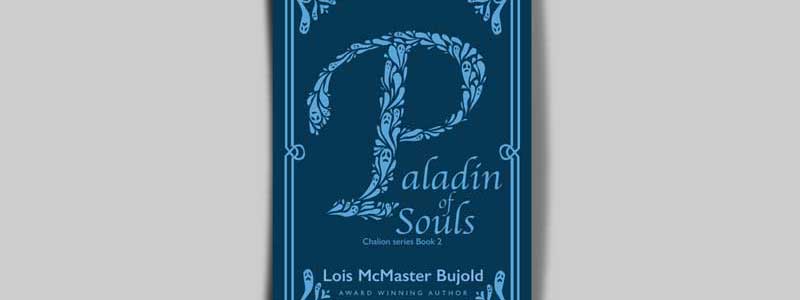 Paladin
of
Souls
Chalion series Book 2
Lois McMaster Bujold
AWARD WINNING AUTHOR